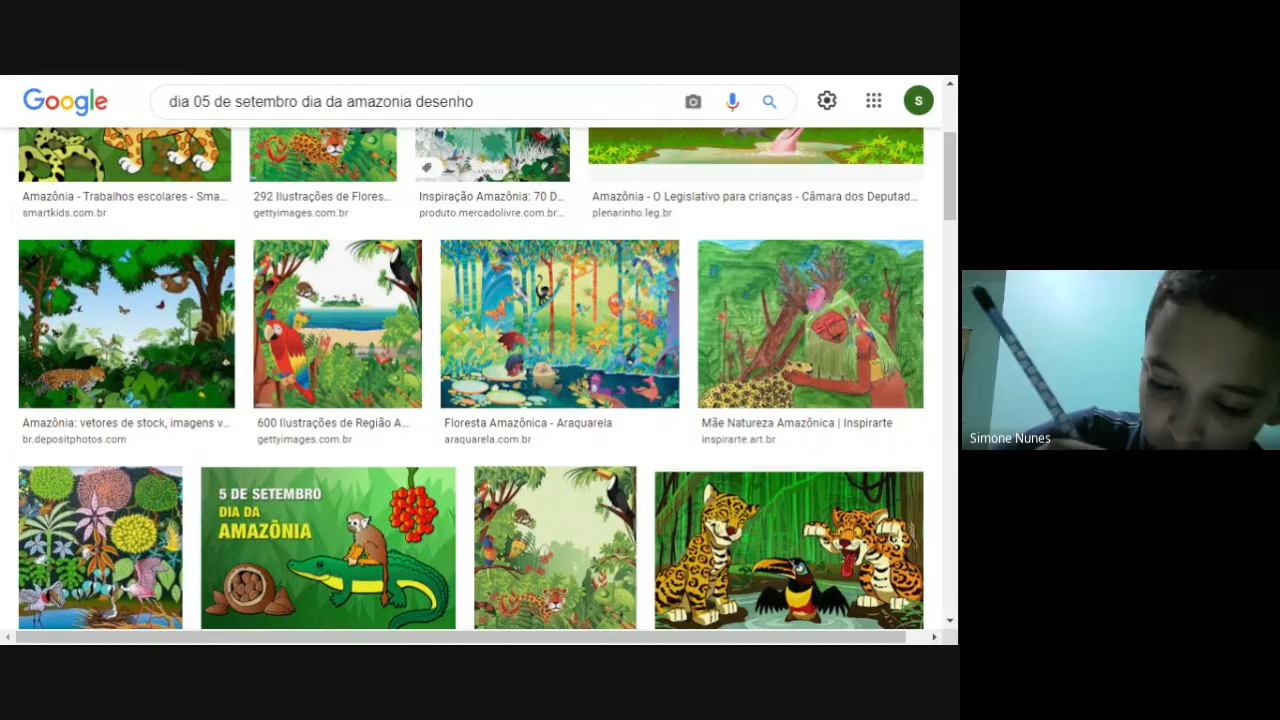 Google
dia 05 de setembro dia da amazonia desenho
S
Amazônia - Trabalhos escolares - Sma...
smartkids.com.br
292 Ilustrações de Flores...
gettyimages.com.br
Inspiração Amazônia: 70 D...
produto.mercadolivre.com.br...
Amazônia - O Legislativo para crianças - Câmara dos Deputad...
plenarinho.leg.br
Amazônia: vetores de stock, imagens v...
br.depositphotos.com
600 Ilustrações de Região A...
gettyimages.com.br
Floresta Amazônica - Araquarela
araquarela.com.br
Mãe Natureza Amazônica | Inspirarte
inspirarte.art.br
5 DE SETEMBRO
DIA DA
AMAZÔNIA
Simone Nunes